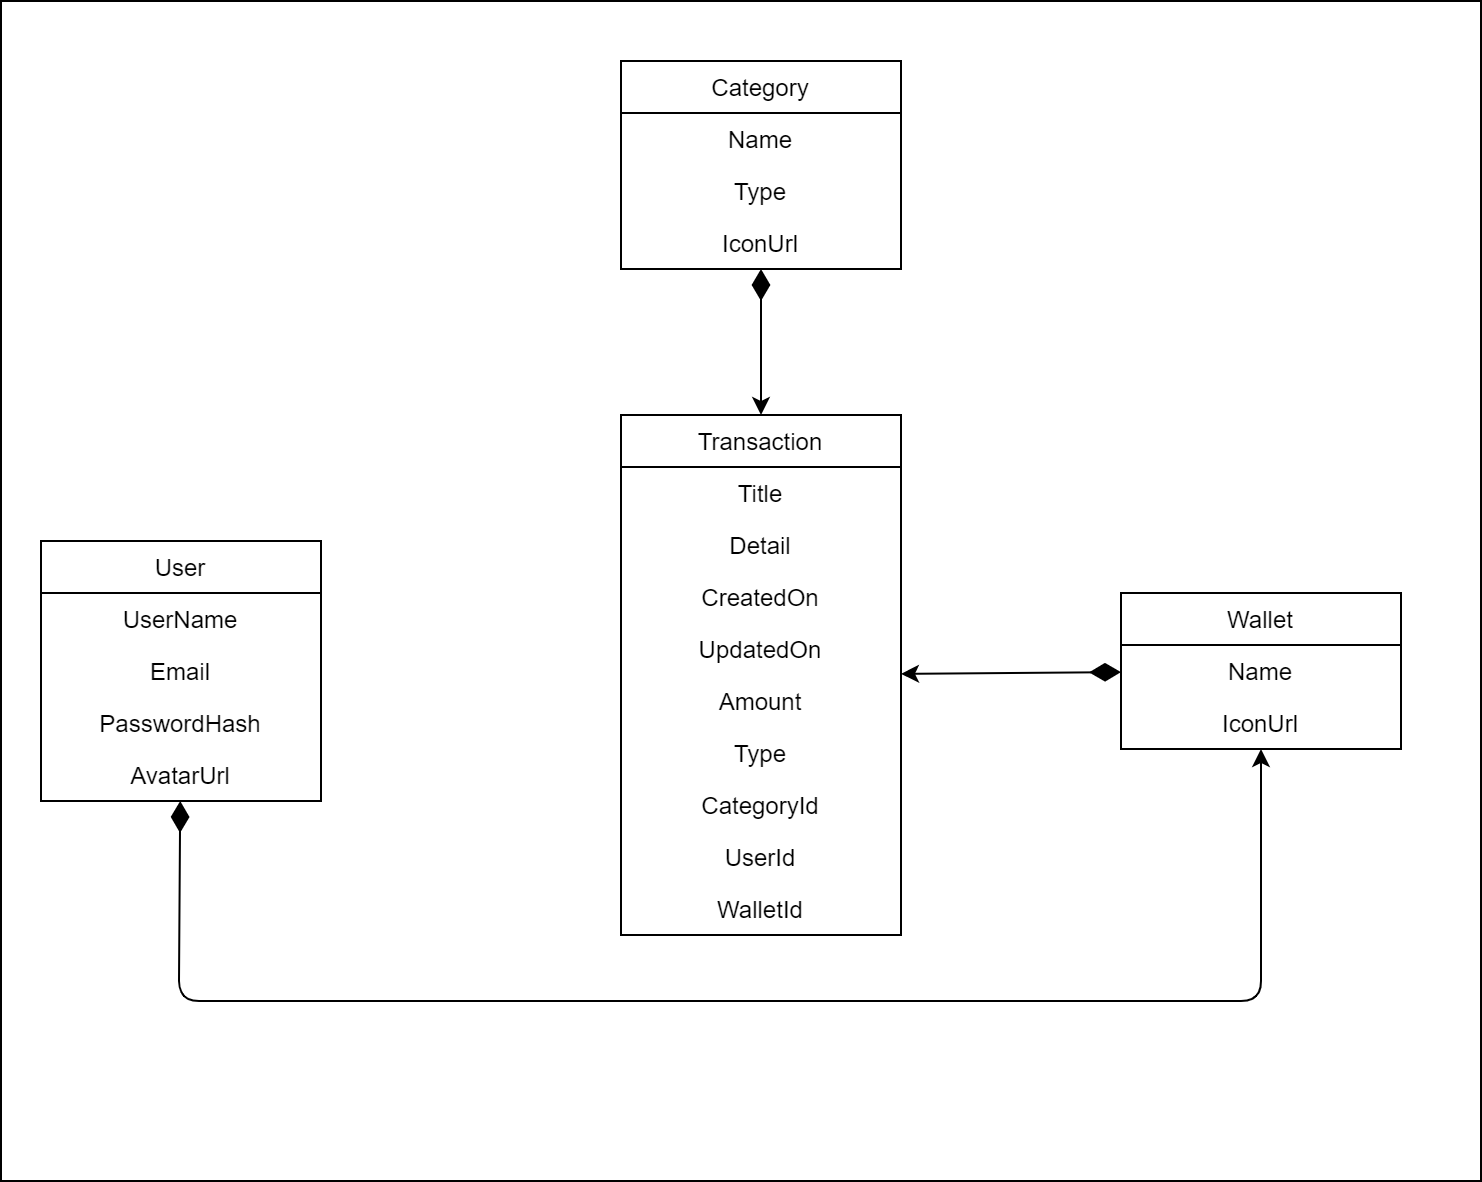 Category
Name
Type
IconUrl
Transaction
Title
Detail
CreatedOn
UpdatedOn
Amount
Type
CategoryId
UserId
WalletId
User
UserName
Email
PasswordHash
AvatarUrl
Wallet
Name
IconUrl